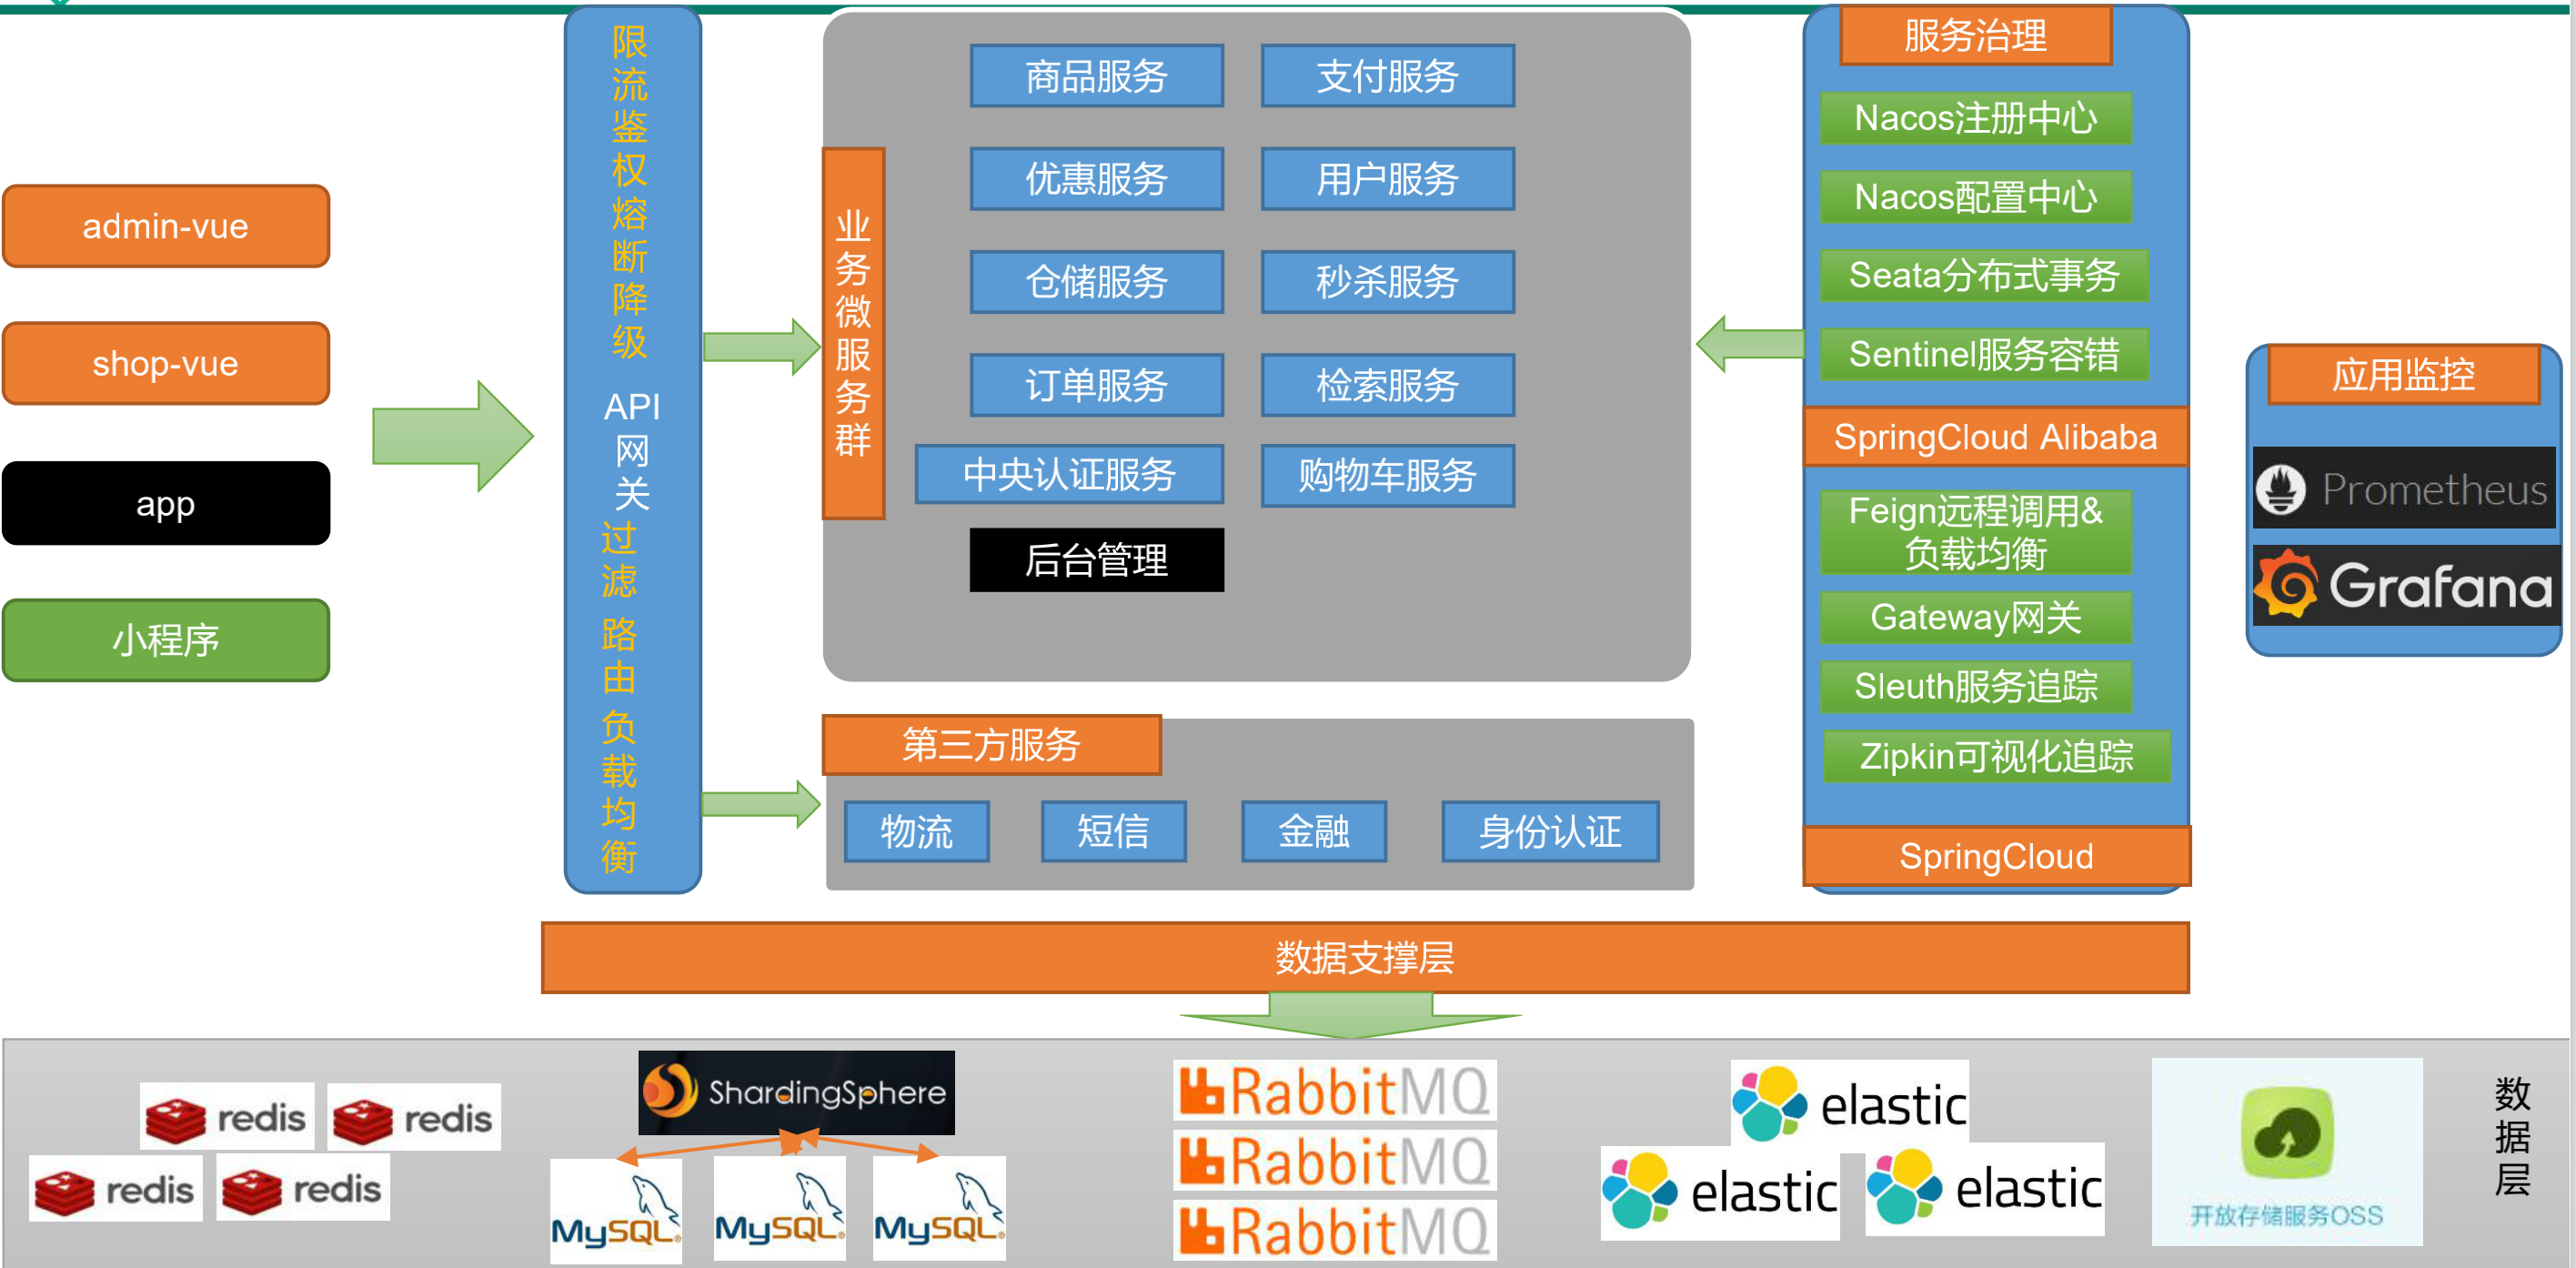 admin-vue
shop-vue
app
小程序
限流鉴权熔断降级
API
网关
过滤
路由
负载均衡
业务微服务群
商品服务
支付服务
优惠服务
用户服务
仓储服务
秒杀服务
订单服务
检索服务
中央认证服务
购物车服务
后台管理
第三方服务
物流
短信
金融
身份认证
服务治理
Nacos注册中心
Nacos配置中心
Seata分布式事务
Sentinel服务容错
SpringCloud Alibaba
Feign远程调用&
负载均衡
Gateway网关
Sleuth服务追踪
Zipkin可视化追踪
SpringCloud
应用监控
Prometheus
Grafana
数据支撑层
redis
redis
redis
redis
ShardingSphere
MySQL®
MySQL®
MySQL®
RabbitMQ
RabbitMQ
RabbitMQ
elastic
elastic
elastic
开放存储服务OSS
数据层